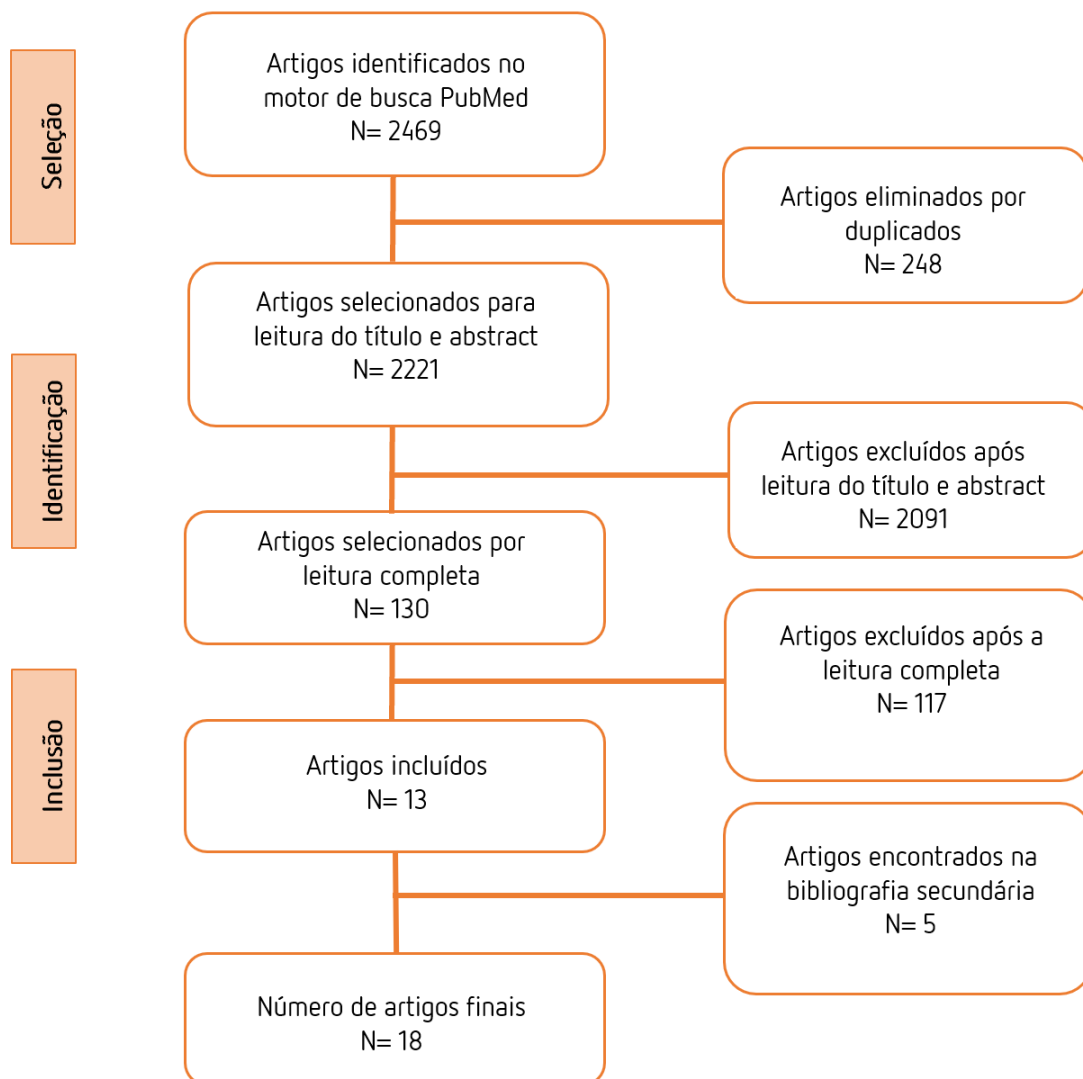 Seleção
Artigos identificados no
motor de busca PubMed
N= 2469
Artigos eliminados por
duplicados
N= 248
Artigos selecionados para
leitura do título e abstract
N= 2221
Identificação
Artigos excluídos após
leitura do título e abstract
N= 2091
Artigos selecionados por
leitura completa
N= 130
Artigos excluídos após a
leitura completa
N= 117
Inclusão
Artigos incluídos
N= 13
Artigos encontrados na
bibliografia secundária
N= 5
Número de artigos finais
N= 18